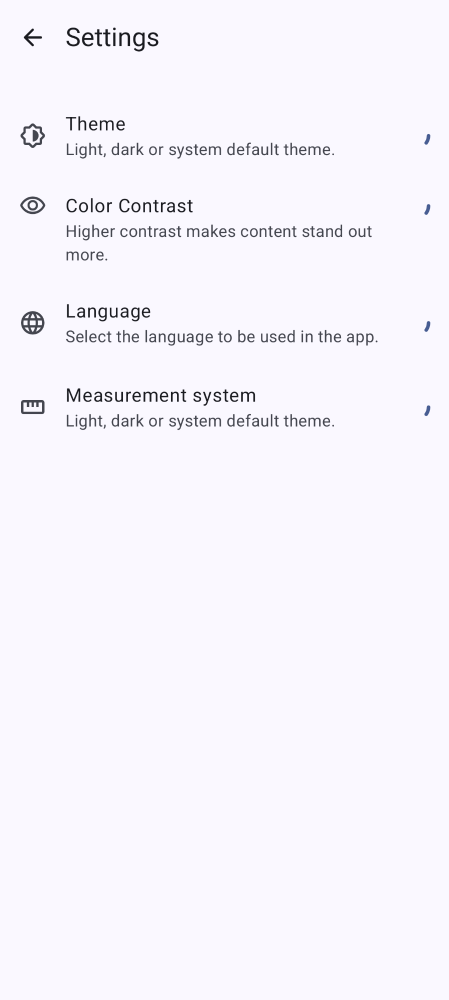 Settings
Theme
Light, dark or system default theme.
Color Contrast
Higher contrast makes content stand out
more.
Language
Select the language to be used in the app.
Measurement system
Light, dark or system default theme.